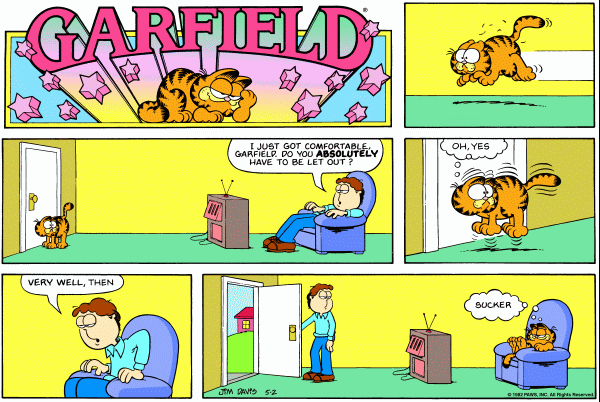 GARFIELD
®
I JUST GOT COMFORTABLE,
GARFIELD. DO YOU ABSOLUTELY
HAVE TO BE LET OUT?
OH, YES
VERY WELL, THEN
SUCKER
JIM DAVIS 5-2
© 1982 PAWS, INC. All Rights Reserved.